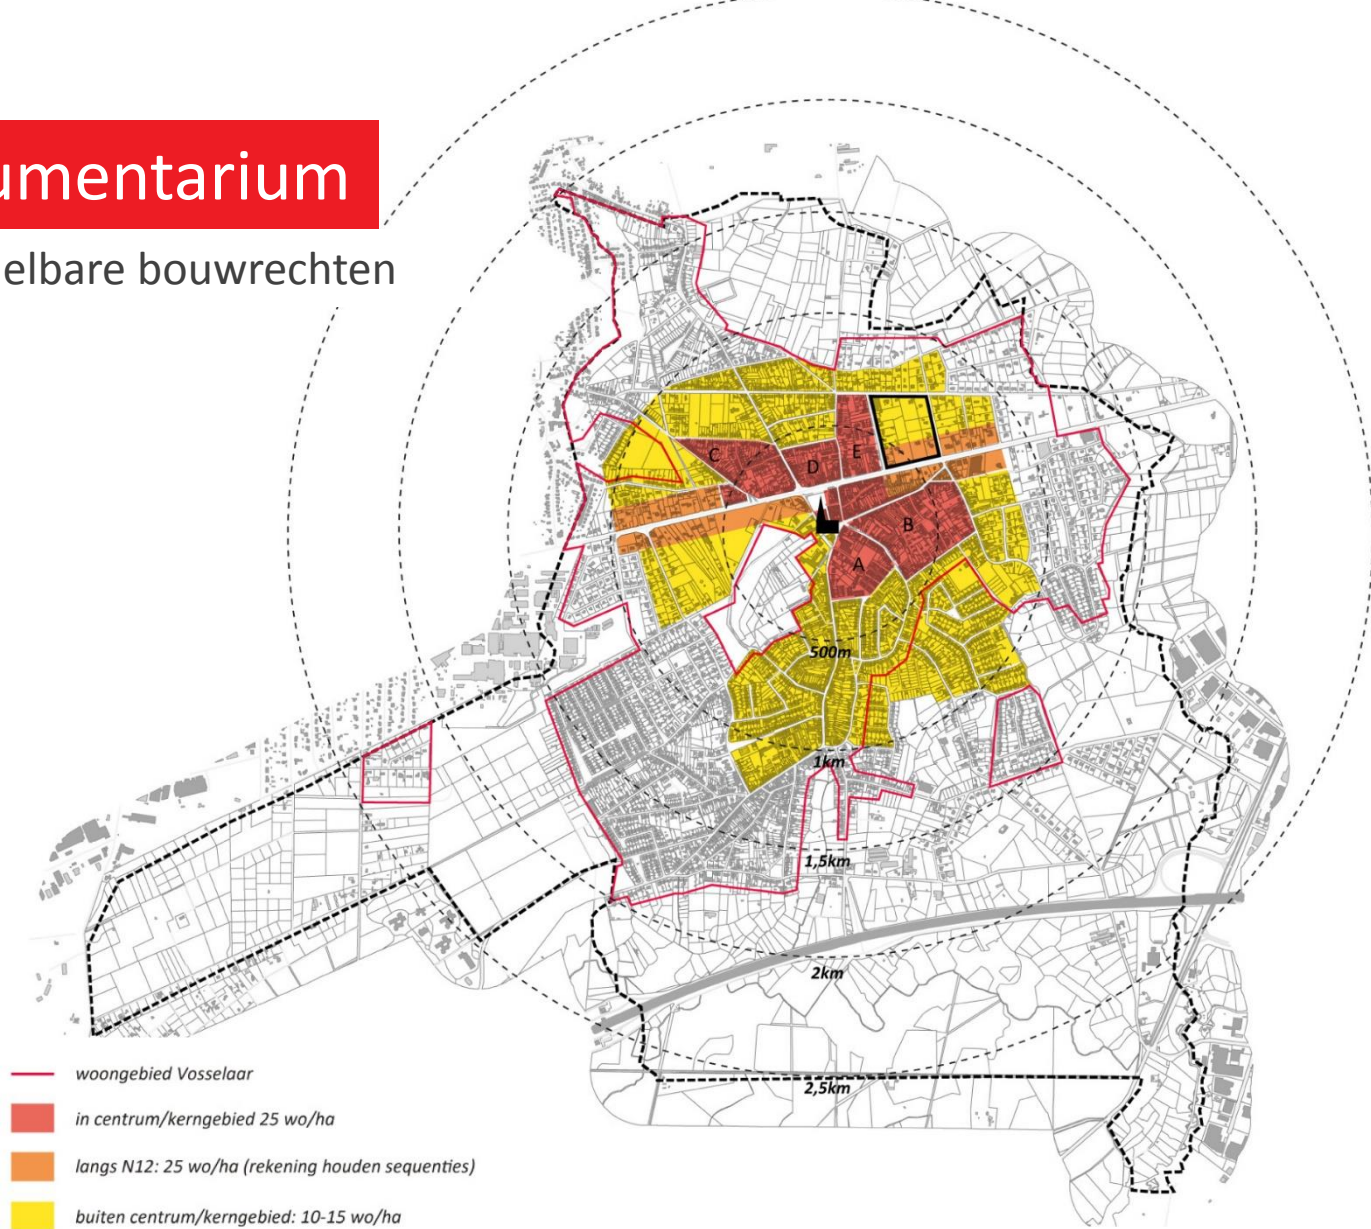 umentarium
elbare bouwrechten
C
D
E
B
A
500m
1km
1,5km
2km
2,5km
woongebied Vosselaar
in centrum/kerngebied 25 wo/ha
langs N12: 25 wo/ha (rekening houden sequenties)
buiten centrum/kerngebied: 10-15 wo/ha